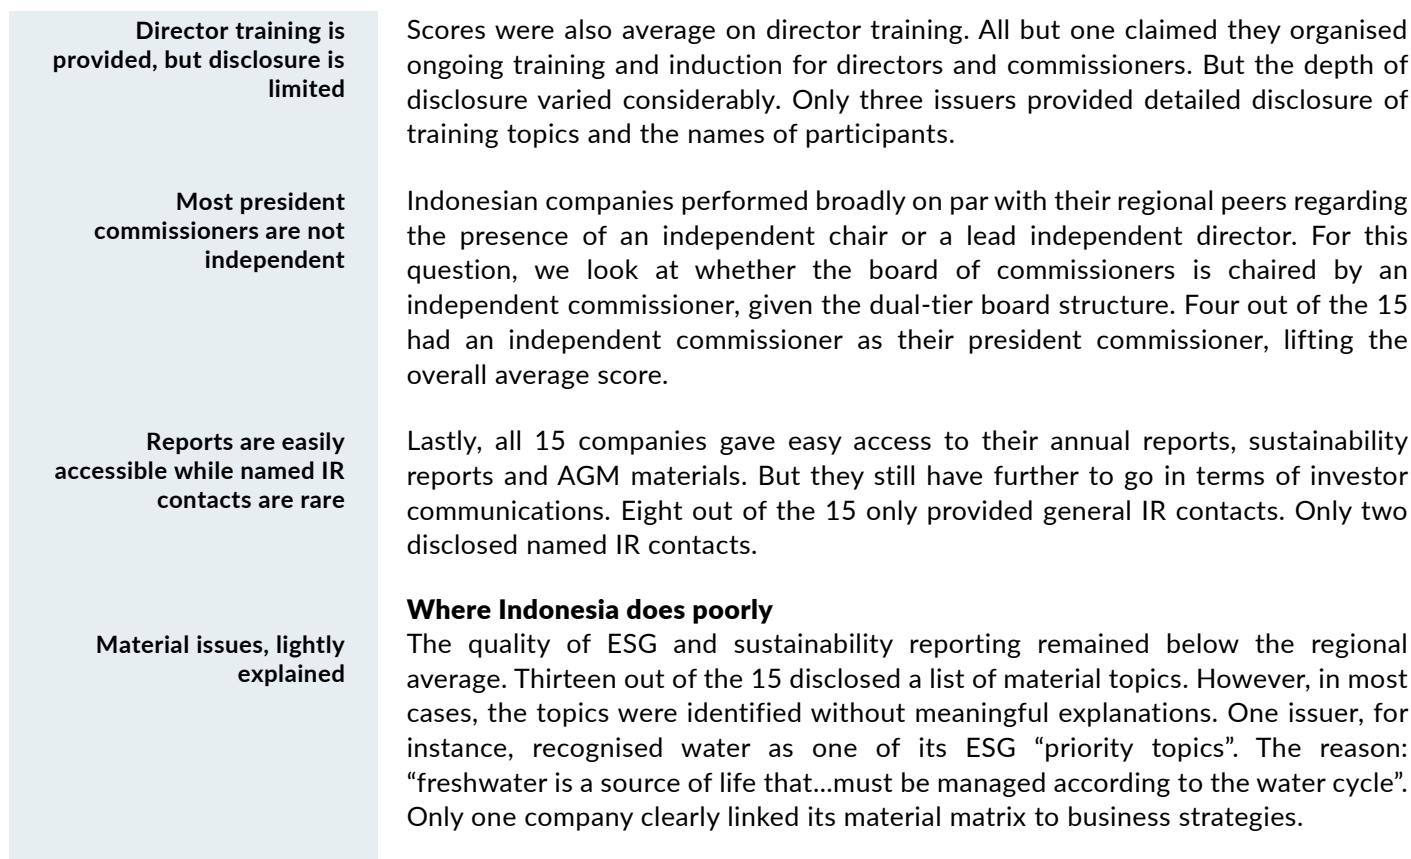 Director training is
provided, but disclosure is
limited
Scores were also average on director training. All but one claimed they organised
ongoing training and induction for directors and commissioners. But the depth of
disclosure varied considerably. Only three issuers provided detailed disclosure of
training topics and the names of participants.
Most president
commissioners are not
independent
Indonesian companies performed broadly on par with their regional peers regarding
the presence of an independent chair or a lead independent director. For this
question, we look at whether the board of commissioners is chaired by an
independent commissioner, given the dual-tier board structure. Four out of the 15
had an independent commissioner as their president commissioner, lifting the
overall average score.
Reports are easily
accessible while named IR
contacts are rare
Lastly, all 15 companies gave easy access to their annual reports, sustainability
reports and AGM materials. But they still have further to go in terms of investor
communications. Eight out of the 15 only provided general IR contacts. Only two
disclosed named IR contacts.
Where Indonesia does poorly
Material issues, lightly
explained
The quality of ESG and sustainability reporting remained below the regional
average. Thirteen out of the 15 disclosed a list of material topics. However, in most
cases, the topics were identified without meaningful explanations. One issuer, for
instance, recognised water as one of its ESG “priority topics”. The reason:
“freshwater is a source of life that...must be managed according to the water cycle”.
Only one company clearly linked its material matrix to business strategies.